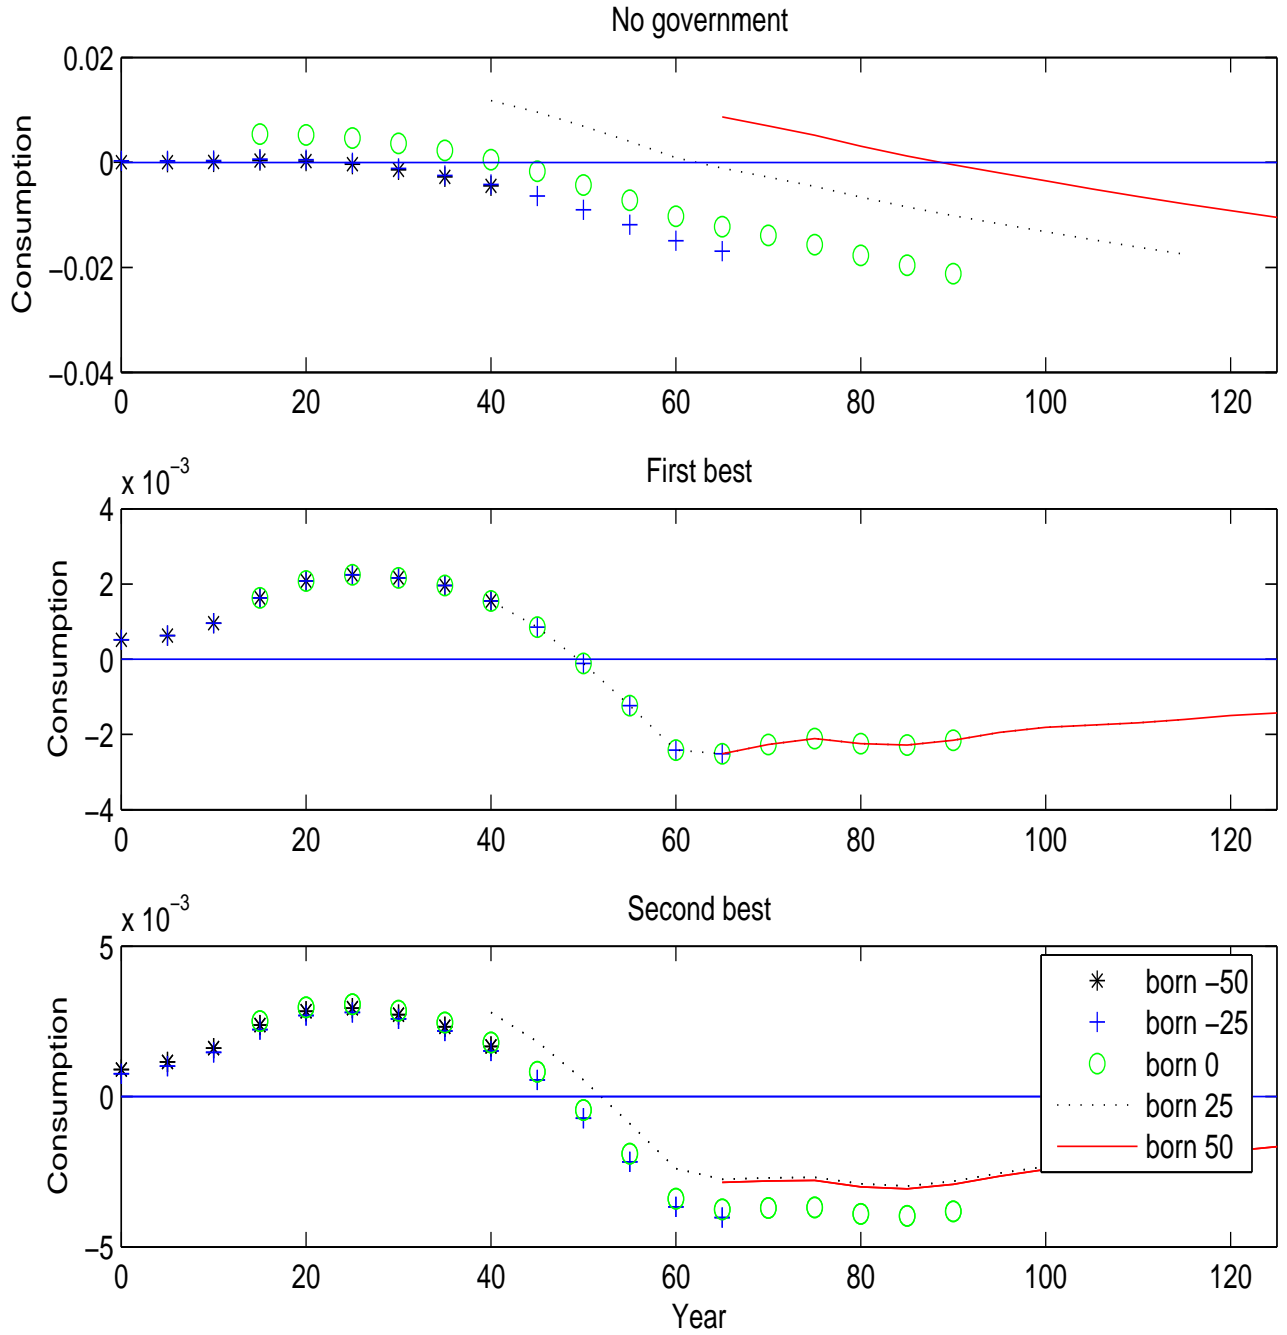 No government
0.02
0
−0.02
−0.04
Consumption
0 20 40 60 80 100 120
First best
x 10−3
4
2
0
−2
−4
Consumption
0 20 40 60 80 100 120
Second best
x 10−3
5
0
−5
Consumption
born −50
born −25
born 0
born 25
born 50
0 20 40 60 80 100 120
Year